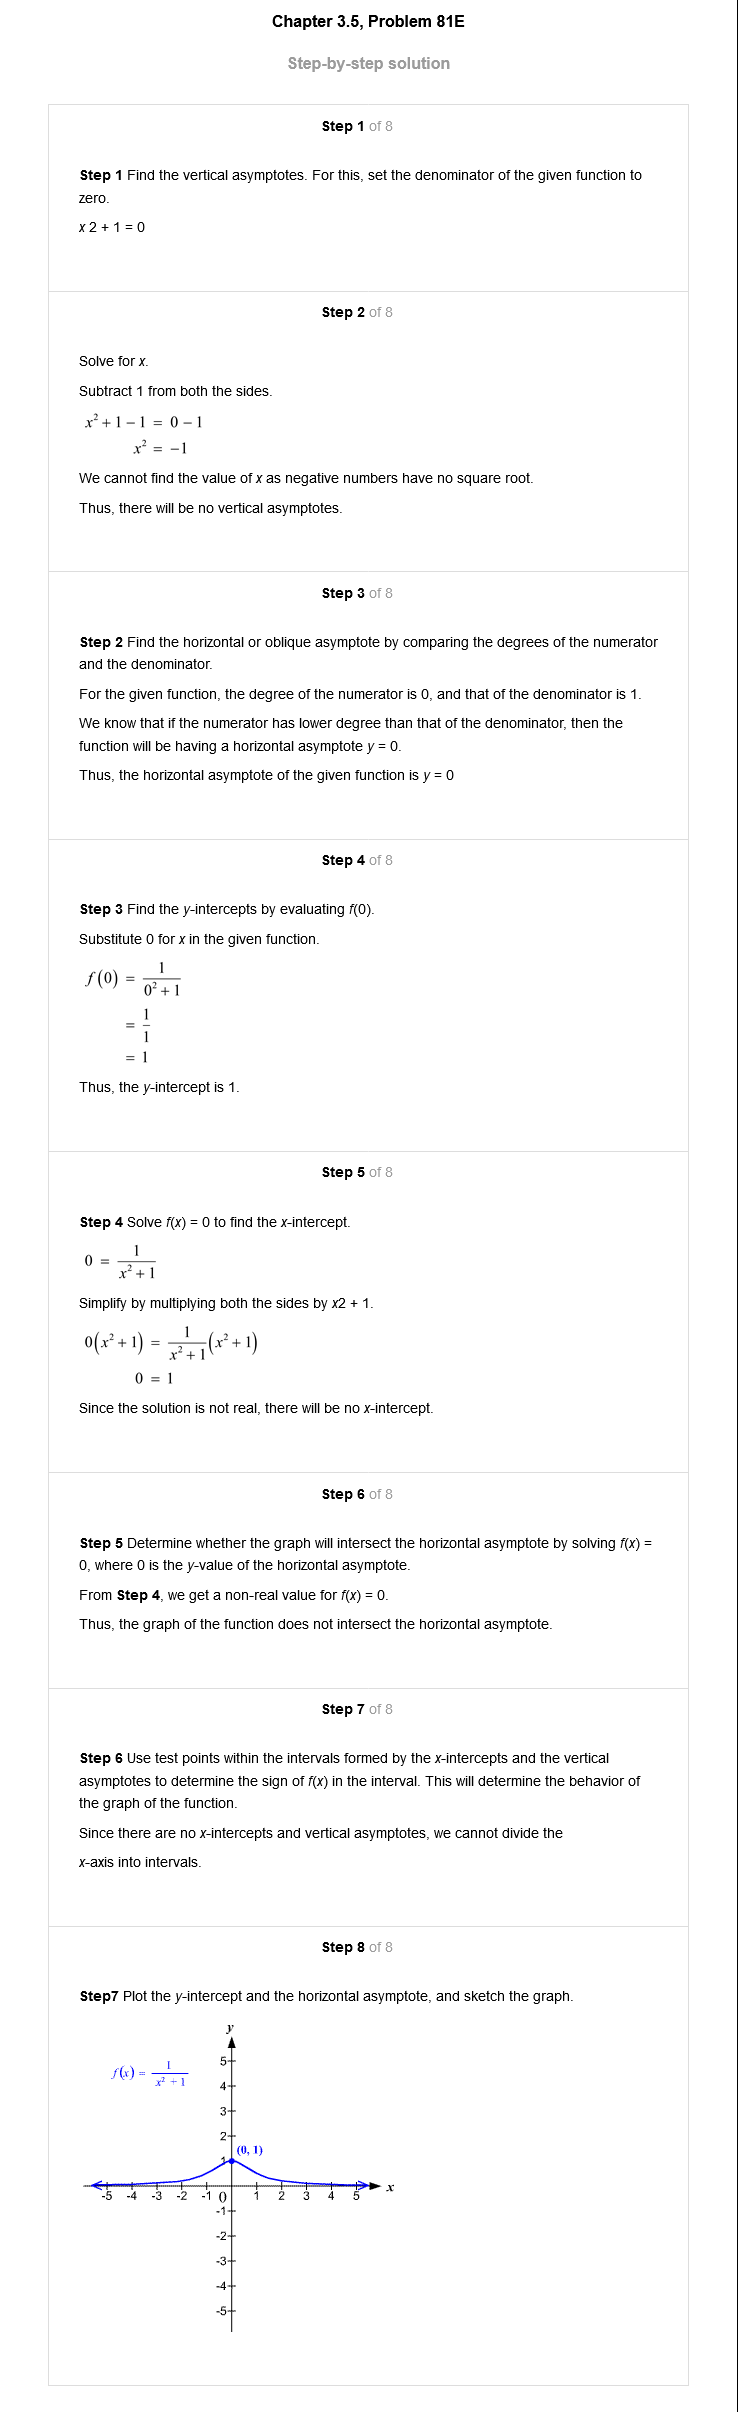 Chapter 3.5, Problem 81E
Step-by-step solution
Step 1 of 8
Step 1 Find the vertical asymptotes. For this, set the denominator of the given function to
zero.
x 2 + 1 = 0
Step 2 of 8
Solve for x.
Subtract 1 from both the sides.
x² + 1 − 1 = 0 − 1
x² = −1
We cannot find the value of x as negative numbers have no square root.
Thus, there will be no vertical asymptotes.
Step 3 of 8
Step 2 Find the horizontal or oblique asymptote by comparing the degrees of the numerator
and the denominator.
For the given function, the degree of the numerator is 0, and that of the denominator is 1.
We know that if the numerator has lower degree than that of the denominator, then the
function will be having a horizontal asymptote y = 0.
Thus, the horizontal asymptote of the given function is y = 0
Step 4 of 8
Step 3 Find the y-intercepts by evaluating f(0).
Substitute 0 for x in the given function.
f(0) = 1/(0² + 1)
= 1/1
= 1
Thus, the y-intercept is 1.
Step 5 of 8
Step 4 Solve f(x) = 0 to find the x-intercept.
0 = 1/(x² + 1)
Simplify by multiplying both the sides by x2 + 1.
0(x² + 1) = 1/(x² + 1) (x² + 1)
0 = 1
Since the solution is not real, there will be no x-intercept.
Step 6 of 8
Step 5 Determine whether the graph will intersect the horizontal asymptote by solving f(x) =
0, where 0 is the y-value of the horizontal asymptote.
From Step 4, we get a non-real value for f(x) = 0.
Thus, the graph of the function does not intersect the horizontal asymptote.
Step 7 of 8
Step 6 Use test points within the intervals formed by the x-intercepts and the vertical
asymptotes to determine the sign of f(x) in the interval. This will determine the behavior of
the graph of the function.
Since there are no x-intercepts and vertical asymptotes, we cannot divide the
x-axis into intervals.
Step 8 of 8
Step7 Plot the y-intercept and the horizontal asymptote, and sketch the graph.
y
f(x) = 1/(x² + 1)
5
4
3
2
(0, 1)
1
x
-5 -4 -3 -2 -1 0 1 2 3 4 5
-1
-2
-3
-4
-5